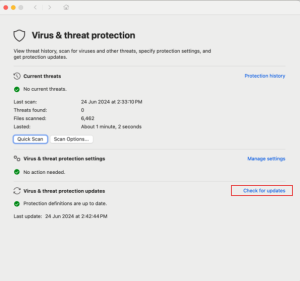 Virus & threat protection
View threat history, scan for viruses and other threats, specify protection settings, and
get protection updates.
Current threats
Protection history
No current threats.
Last scan: 24 Jun 2024 at 2:33:10 PM
Threats found: 0
Files scanned: 6,462
Lasted: About 1 minute, 2 seconds
Quick Scan Scan Options...
Virus & threat protection settings
Manage settings
No action needed.
Virus & threat protection updates
Check for updates
Protection definitions are up to date.
Last update: 24 Jun 2024 at 2:42:44 PM